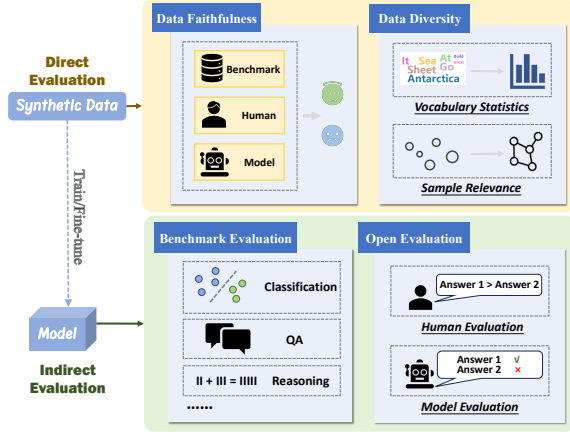 Direct
Evaluation
Synthetic Data
Train/Fine-tune
Model
Indirect
Evaluation
Data Faithfulness
Benchmark
Human
Model
Data Diversity
It Sea At Bold
Sheet Go
Antarctica
Vocabulary Statistics
Sample Relevance
Benchmark Evaluation
Classification
QA
II + III = IIIII Reasoning
......
Open Evaluation
Answer 1 > Answer 2
Human Evaluation
Answer 1 √
Answer 2 ×
Model Evaluation